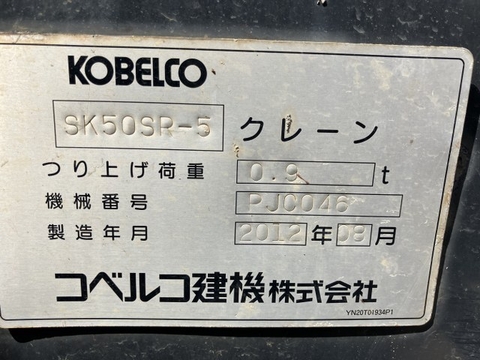 KOBELCO
SK50SR-5 クレーン
つり上げ荷重 0.9 t
機械番号 PJC046
製造年月 2012年08月
コベルコ建機株式会社
YN20T01934P1